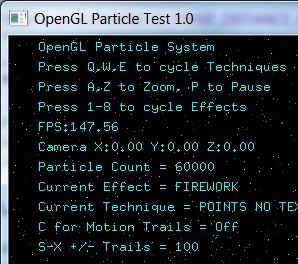 OpenGL Particle Test 1.0
OpenGL Particle System
Press Q,W,E to cycle Techniques
Press A,Z to Zoom, P to Pause
Press 1-8 to cycle Effects
FPS:147.56
Camera X:0.00 Y:0.00 Z:0.00
Particle Count = 60000
Current Effect = FIREWORK
Current Technique = POINTS NO TEX
C for Motion Trails = Off
S-X +/- Trails = 100